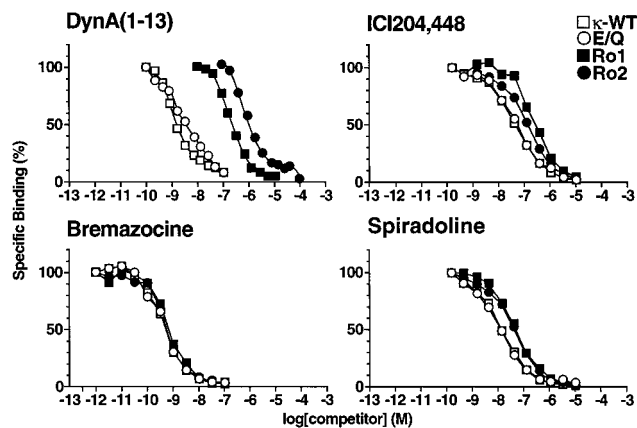 DynA(1-13)
ICI204,448
κ-WT
E/Q
Ro1
Ro2
100
50
0
-13 -12 -11 -10 -9 -8 -7 -6 -5 -4 -3
100
50
0
-13 -12 -11 -10 -9 -8 -7 -6 -5 -4
Specific Binding (%)
Bremazocine
Spiradoline
100
50
0
-13 -12 -11 -10 -9 -8 -7 -6 -5 -4 -3
100
50
0
-13 -12 -11 -10 -9 -8 -7 -6 -5 -4
log[competitor] (M)